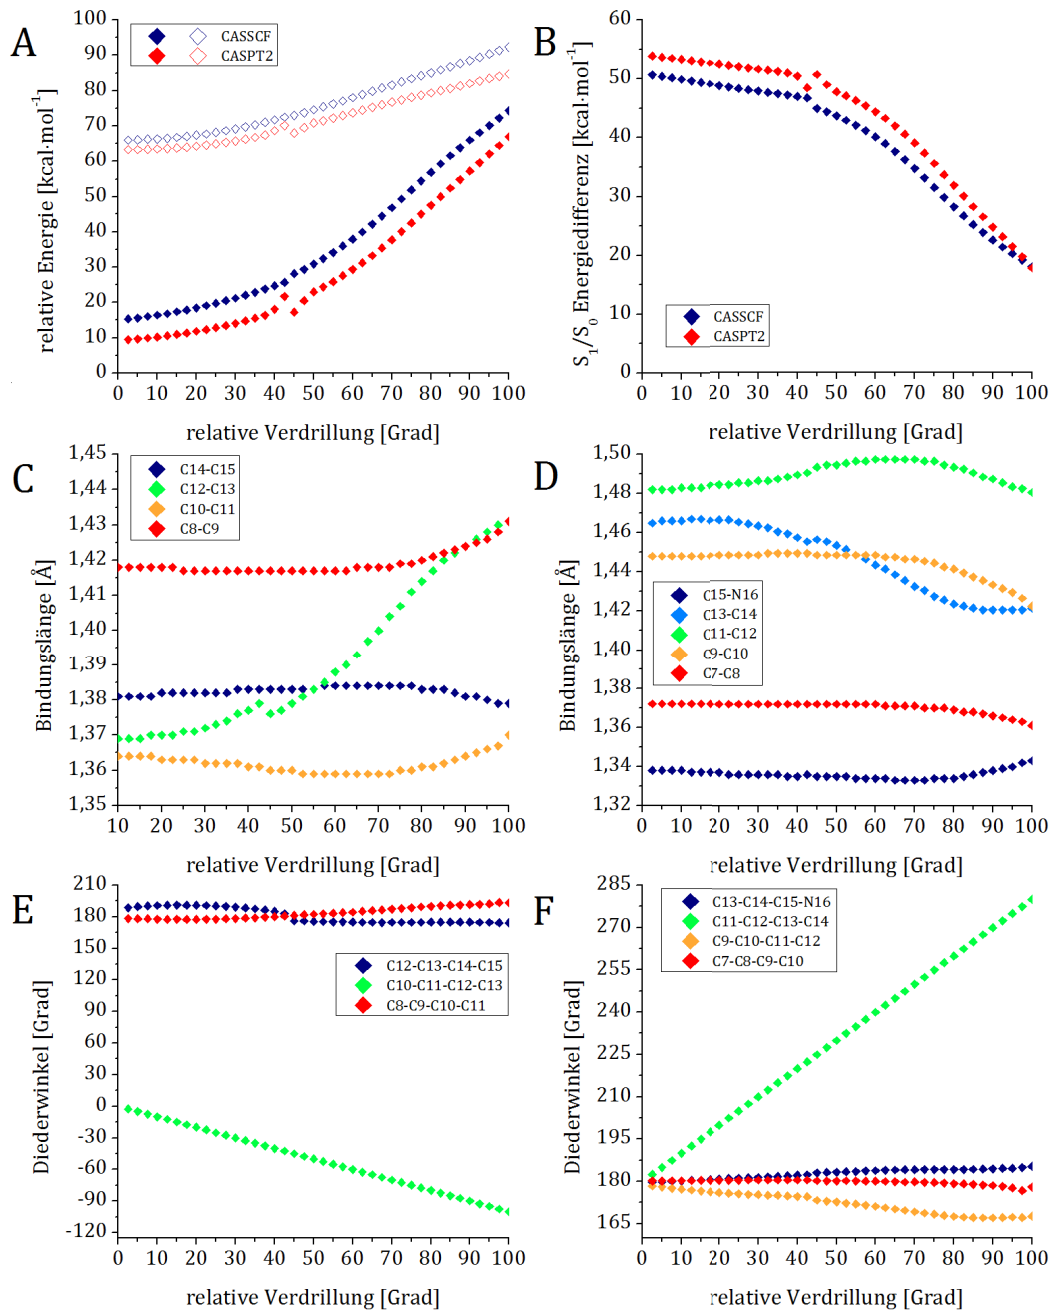 A
relative Energie [kcal·mol-1]
100
90
80
70
60
50
40
30
20
10
0
CASSCF
CASPT2
0 10 20 30 40 50 60 70 80 90 100
relative Verdrillung [Grad]
B
S1/S0 Energiedifferenz [kcal·mol-1]
60
50
40
30
20
10
0
CASSCF
CASPT2
0 10 20 30 40 50 60 70 80 90 100
relative Verdrillung [Grad]
C
Bindungslänge [Å]
1,45
1,44
1,43
1,42
1,41
1,40
1,39
1,38
1,37
1,36
1,35
C14-C15
C12-C13
C10-C11
C8-C9
10 20 30 40 50 60 70 80 90 100
relative Verdrillung [Grad]
D
Bindungslänge [Å]
1,50
1,48
1,46
1,44
1,42
1,40
1,38
1,36
1,34
1,32
C15-N16
C13-C14
C11-C12
C9-C10
C7-C8
0 10 20 30 40 50 60 70 80 90 100
relative Verdrillung [Grad]
E
Diederwinkel [Grad]
210
180
150
120
90
60
30
0
-30
-60
-90
-120
C12-C13-C14-C15
C10-C11-C12-C13
C8-C9-C10-C11
0 10 20 30 40 50 60 70 80 90 100
relative Verdrillung [Grad]
F
Diederwinkel [Grad]
285
270
255
240
225
210
195
180
165
C13-C14-C15-N16
C11-C12-C13-C14
C9-C10-C11-C12
C7-C8-C9-C10
0 10 20 30 40 50 60 70 80 90 100
relative Verdrillung [Grad]